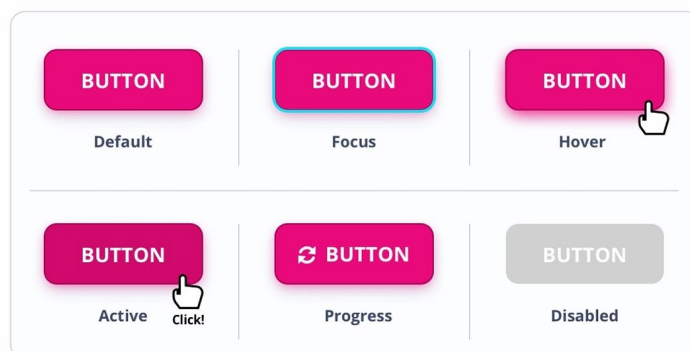 BUTTON
BUTTON
BUTTON
Default
Focus
Hover
BUTTON
BUTTON
BUTTON
Active
Click!
Progress
Disabled